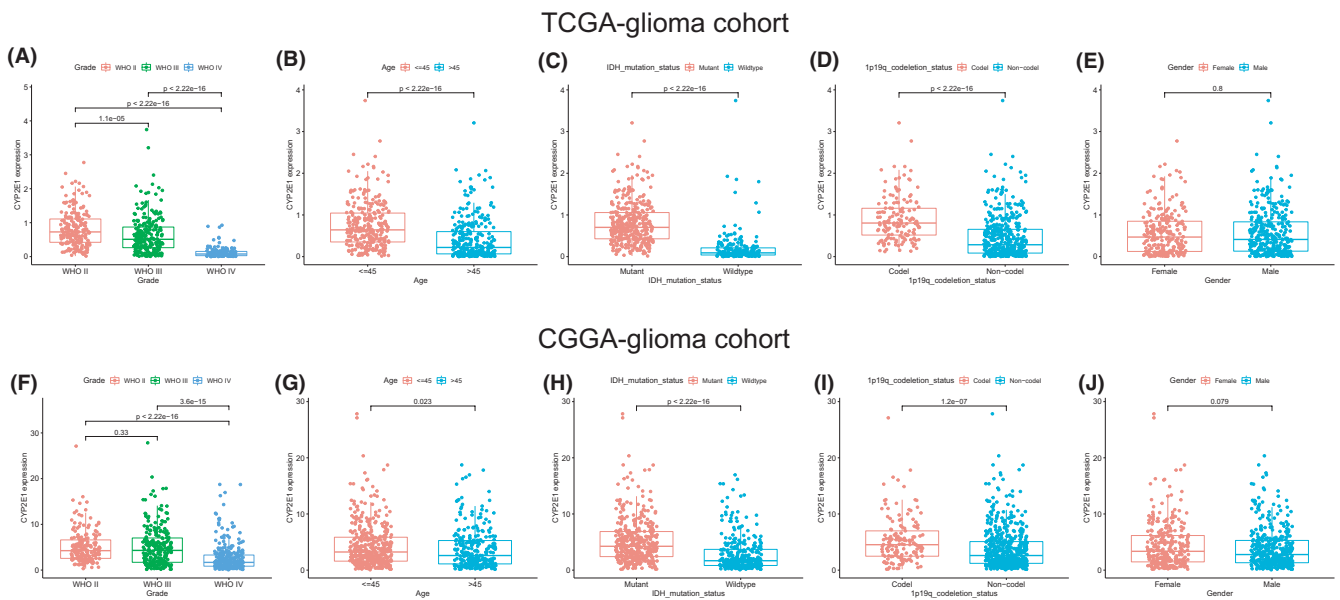 TCGA-glioma cohort
(A)
Grade WHO II WHO III WHO IV
CYP2E1 expression
5
4
3
2
1
0
p < 2.22e−16
p < 2.22e−16
1.1e−05
WHO II WHO III WHO IV
Grade
(B)
Age <=45 >45
CYP2E1 expression
4
3
2
1
0
p < 2.22e−16
<=45 >45
Age
(C)
IDH_mutation_status Mutant Wildtype
CYP2E1 expression
4
3
2
1
0
p < 2.22e−16
Mutant Wildtype
IDH_mutation_status
(D)
1p19q_codeletion_status Codel Non−codel
CYP2E1 expression
4
3
2
1
0
p < 2.22e−16
Codel Non−codel
1p19q_codeletion_status
(E)
Gender Female Male
CYP2E1 expression
4
3
2
1
0
0.8
Female Male
Gender
CGGA-glioma cohort
(F)
Grade WHO II WHO III WHO IV
CYP2E1 expression
30
20
10
0
3.6e−15
p < 2.22e−16
0.33
WHO II WHO III WHO IV
Grade
(G)
Age <=45 >45
CYP2E1 expression
30
20
10
0
0.023
<=45 >45
Age
(H)
IDH_mutation_status Mutant Wildtype
CYP2E1 expression
30
20
10
0
p < 2.22e−16
Mutant Wildtype
IDH_mutation_status
(I)
1p19q_codeletion_status Codel Non−codel
CYP2E1 expression
30
20
10
0
1.2e−07
Codel Non−codel
1p19q_codeletion_status
(J)
Gender Female Male
CYP2E1 expression
30
20
10
0
0.079
Female Male
Gender